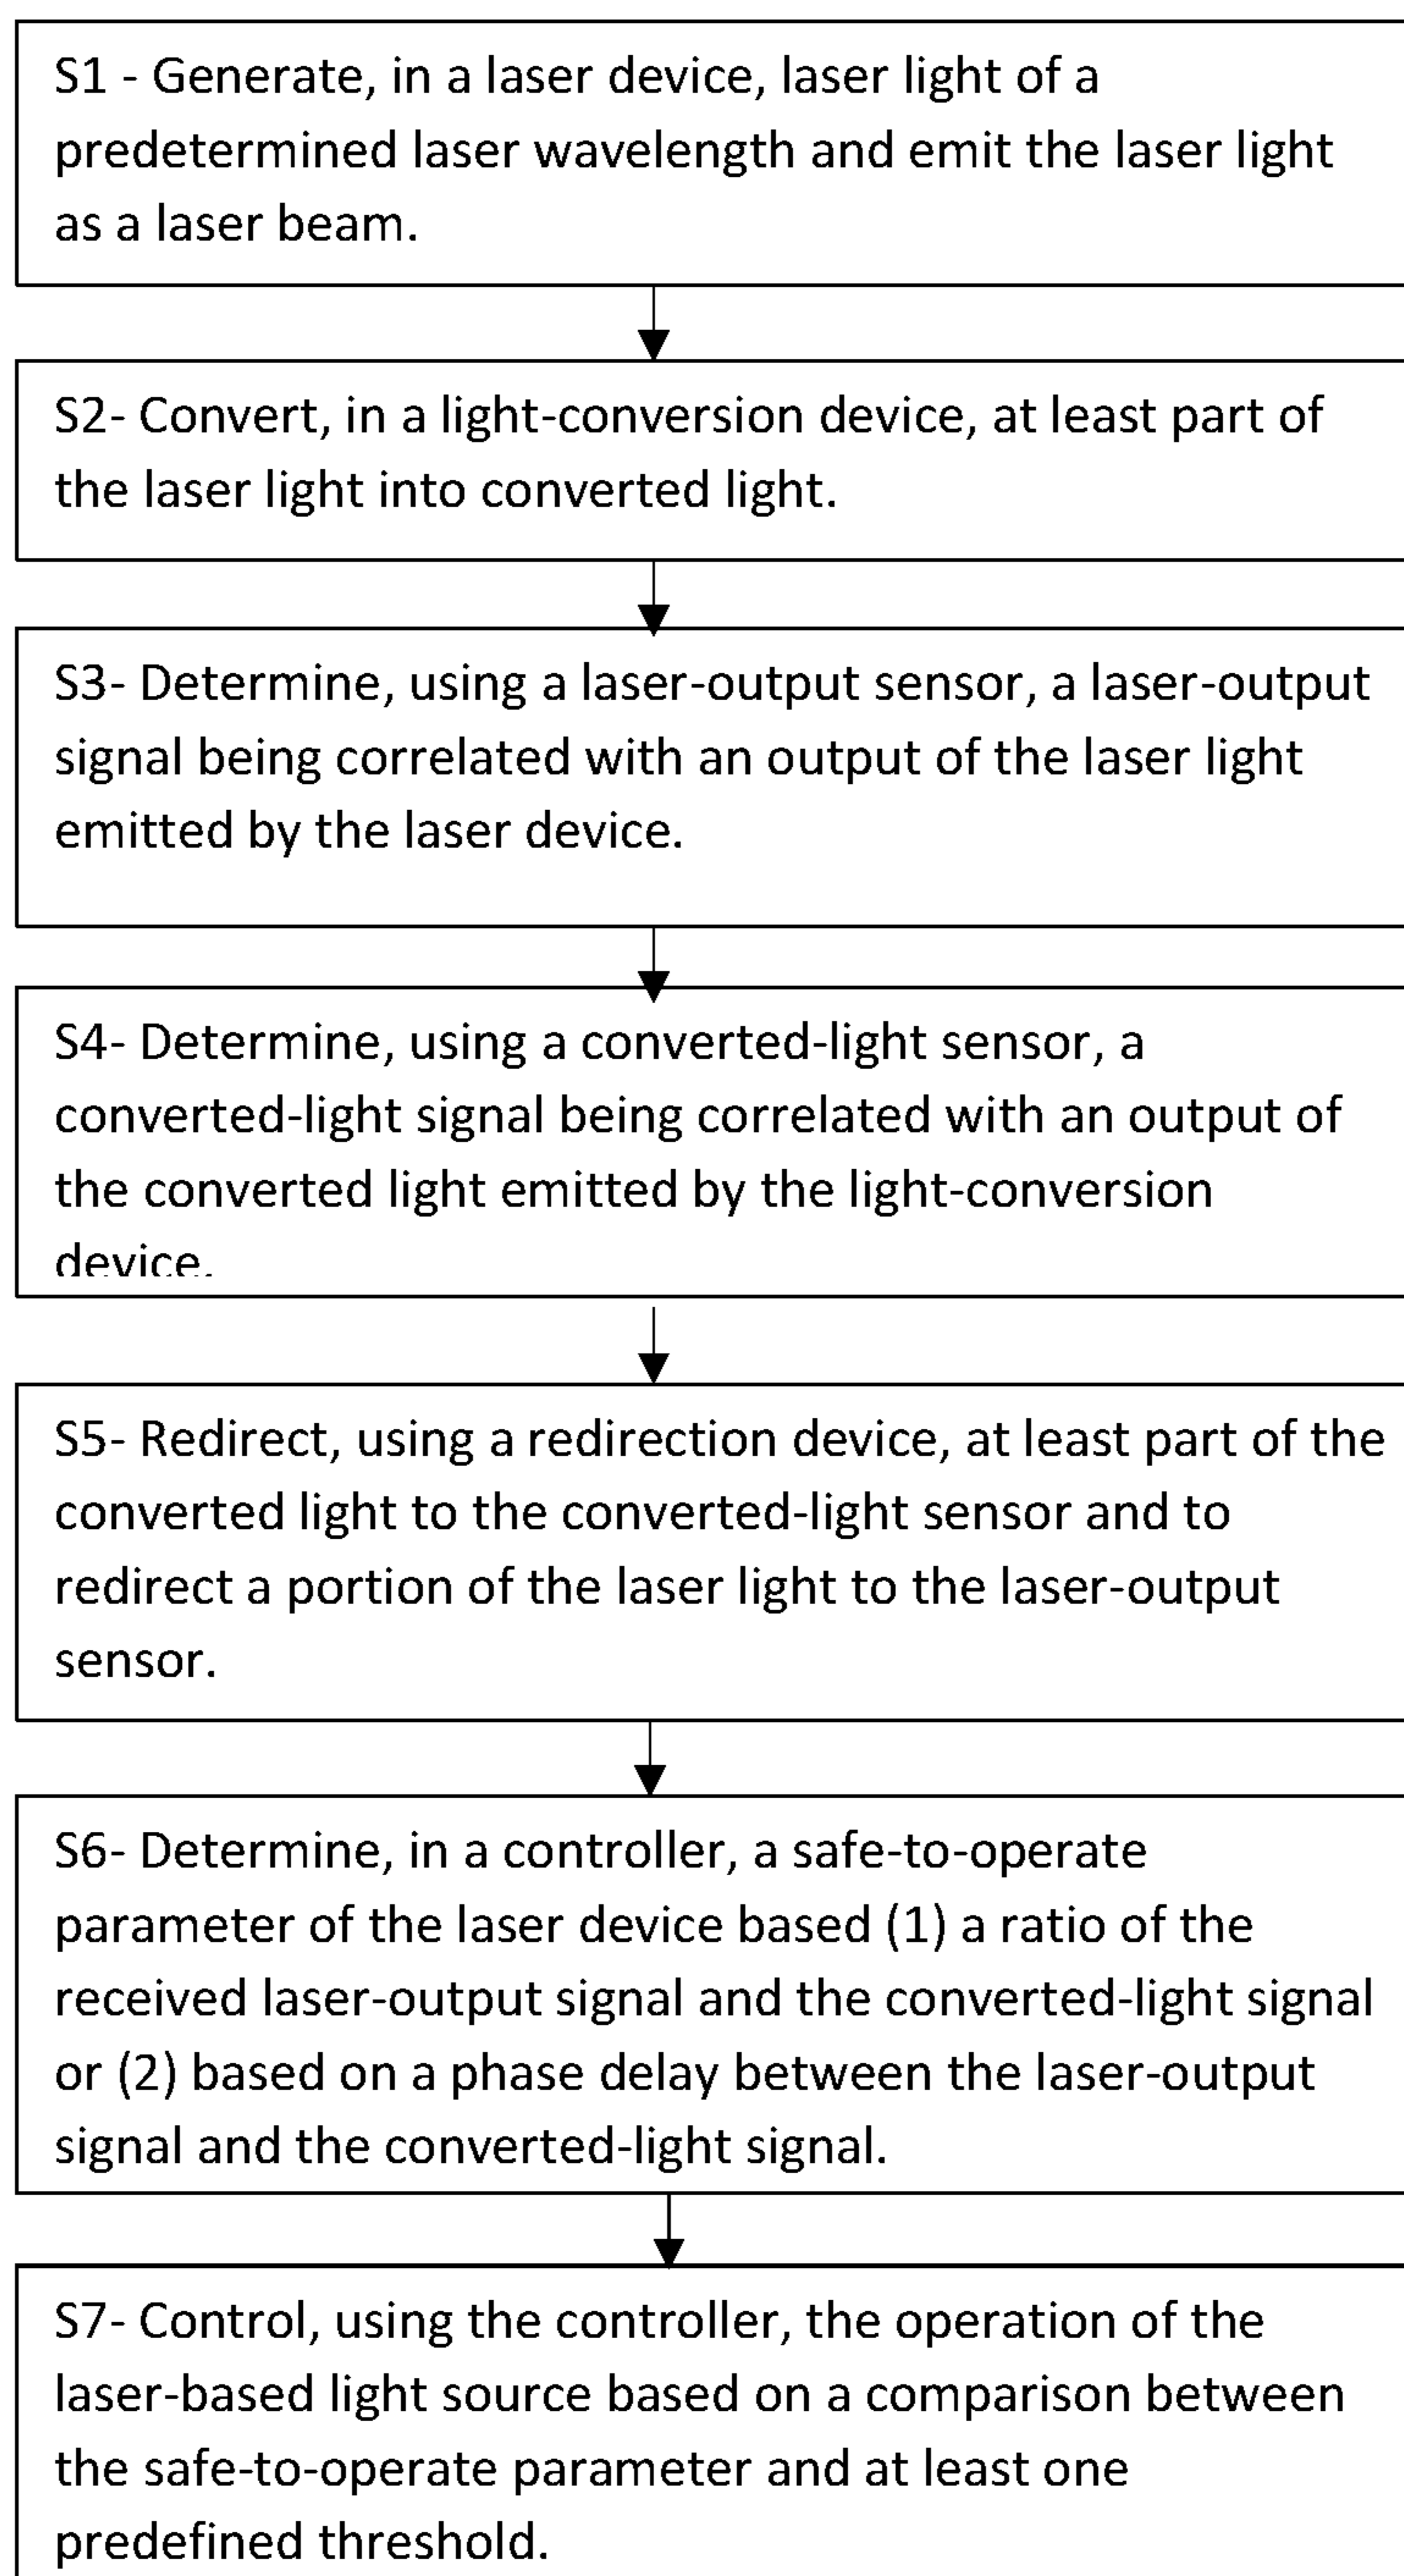 S1 - Generate, in a laser device, laser light of a
predetermined laser wavelength and emit the laser light
as a laser beam.
S2- Convert, in a light-conversion device, at least part of
the laser light into converted light.
S3- Determine, using a laser-output sensor, a laser-output
signal being correlated with an output of the laser light
emitted by the laser device.
S4- Determine, using a converted-light sensor, a
converted-light signal being correlated with an output of
the converted light emitted by the light-conversion
device.
S5- Redirect, using a redirection device, at least part of the
converted light to the converted-light sensor and to
redirect a portion of the laser light to the laser-output
sensor.
S6- Determine, in a controller, a safe-to-operate
parameter of the laser device based (1) a ratio of the
received laser-output signal and the converted-light signal
or (2) based on a phase delay between the laser-output
signal and the converted-light signal.
S7- Control, using the controller, the operation of the
laser-based light source based on a comparison between
the safe-to-operate parameter and at least one
predefined threshold.